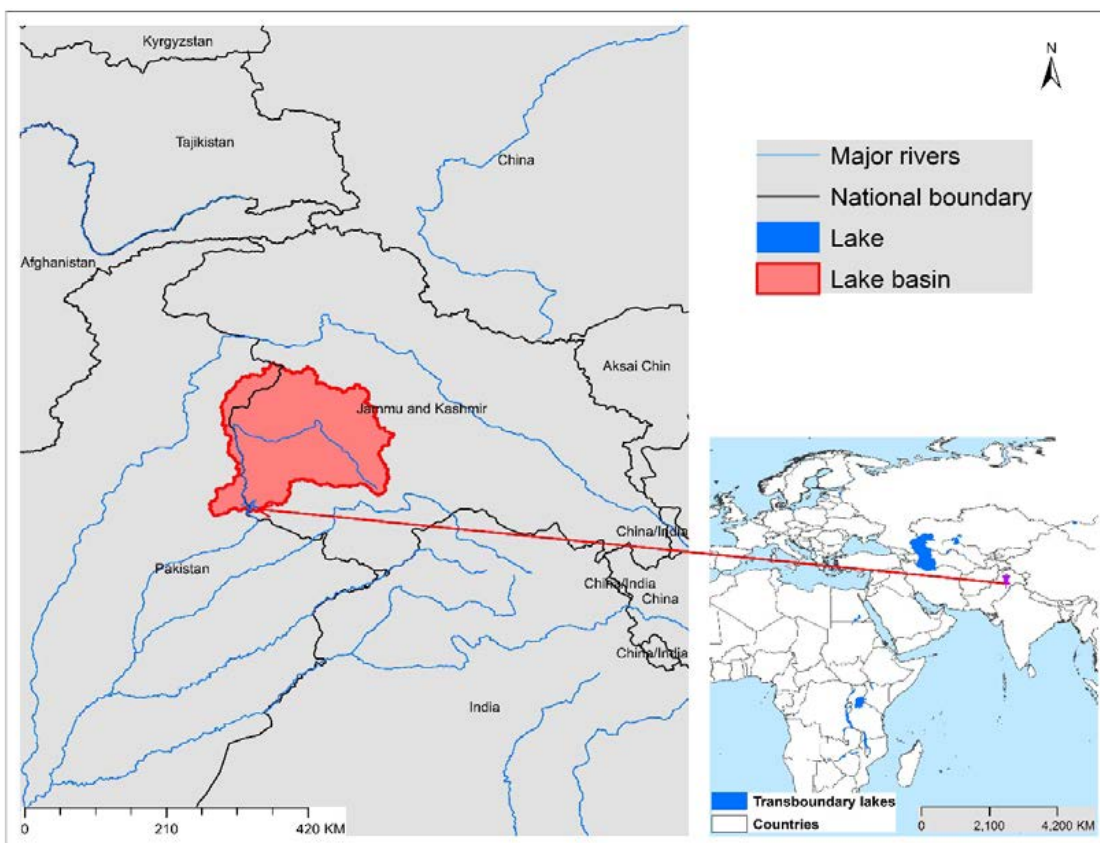 Kyrgyzstan
Tajikistan
China
Afghanistan
Aksai Chin
Jammu and Kashmir
China/India
Pakistan
China/India
China
China/India
India
0 210 420 KM
N
Major rivers
National boundary
Lake
Lake basin
Transboundary lakes
Countries
0 2,100 4,200 KM